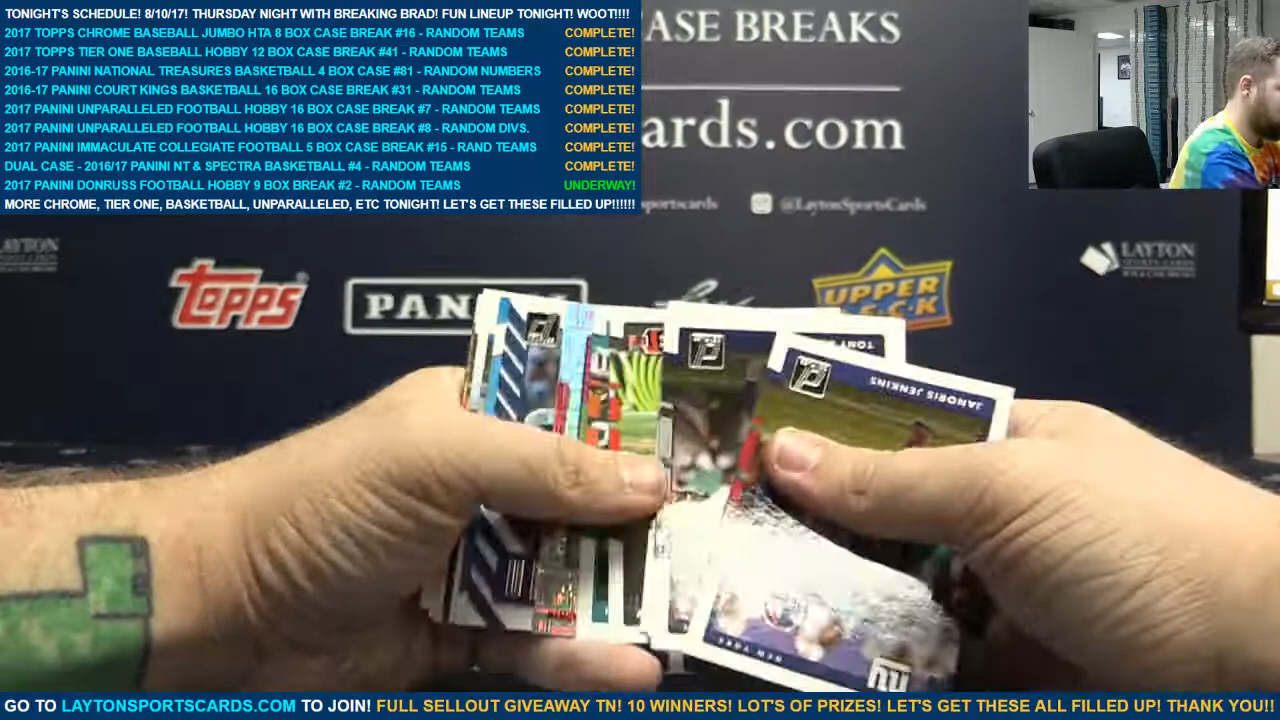 TONIGHT'S SCHEDULE! 8/10/17! THURSDAY NIGHT WITH BREAKING BRAD! FUN LINEUP TONIGHT! WOOT!!!!
2017 TOPPS CHROME BASEBALL JUMBO HTA 8 BOX CASE BREAK #16 - RANDOM TEAMS COMPLETE!
2017 TOPPS TIER ONE BASEBALL HOBBY 12 BOX CASE BREAK #41 - RANDOM TEAMS COMPLETE!
2016-17 PANINI NATIONAL TREASURES BASKETBALL 4 BOX CASE #81 - RANDOM NUMBERS COMPLETE!
2016-17 PANINI COURT KINGS BASKETBALL 16 BOX CASE BREAK #31 - RANDOM TEAMS COMPLETE!
2017 PANINI UNPARALLELED FOOTBALL HOBBY 16 BOX CASE BREAK #7 - RANDOM TEAMS COMPLETE!
2017 PANINI UNPARALLELED FOOTBALL HOBBY 16 BOX CASE BREAK #8 - RANDOM DIVS. COMPLETE!
2017 PANINI IMMACULATE COLLEGIATE FOOTBALL 5 BOX CASE BREAK #15 - RAND TEAMS COMPLETE!
DUAL CASE - 2016/17 PANINI NT & SPECTRA BASKETBALL #4 - RANDOM TEAMS COMPLETE!
2017 PANINI DONRUSS FOOTBALL HOBBY 9 BOX BREAK #2 - RANDOM TEAMS UNDERWAY!
MORE CHROME, TIER ONE, BASKETBALL, UNPARALLELED, ETC TONIGHT! LET'S GET THESE FILLED UP!!!!!!
ASE BREAKS
ards.com
sportscards @LaytonSportsCards
LAYTON
LAYTON
topps
PANINI
UPPER
DECK
TONY
JANORIS JENKINS
NEW YORK
NY
GO TO LAYTONSPORTSCARDS.COM TO JOIN! FULL SELLOUT GIVEAWAY TN! 10 WINNERS! LOT'S OF PRIZES! LET'S GET THESE ALL FILLED UP! THANK YOU!!